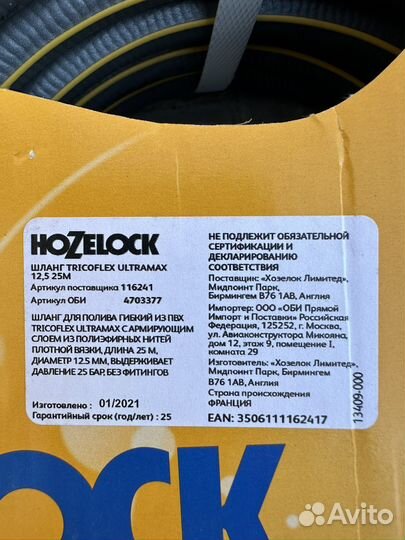 HOZELOCK
ШЛАНГ TRICOFLEX ULTRAMAX
12,5 25М
Артикул поставщика 116241
Артикул ОБИ 4703377
ШЛАНГ ДЛЯ ПОЛИВА ГИБКИЙ ИЗ ПВХ
TRICOFLEX ULTRAMAX С АРМИРУЮЩИМ
СЛОЕМ ИЗ ПОЛИЭФИРНЫХ НИТЕЙ
ПЛОТНОЙ ВЯЗКИ, ДЛИНА 25 М,
ДИАМЕТР 12.5 ММ, ВЫДЕРЖИВАЕТ
ДАВЛЕНИЕ 25 БАР, БЕЗ ФИТИНГОВ
Изготовлено : 01/2021
Гарантийный срок (год/лет) : 25
НЕ ПОДЛЕЖИТ ОБЯЗАТЕЛЬНОЙ
СЕРТИФИКАЦИИ И
ДЕКЛАРИРОВАНИЮ
СООТВЕТСТВИЯ
Поставщик: «Хозелок Лимитед».
Мидпоинт Парк,
Бирмингем B76 1AB, Англия
Импортер: ООО «ОБИ Прямой
Импорт и Поставки» Российская
Федерация, 125252, г. Москва,
ул. Авиаконструктора Микояна,
дом 12, этаж 9, помещение I,
комната 29
Изготовитель: «Хозелок Лимитед».
Мидпоинт Парк, Бирмингем
B76 1AB, Англия
Страна происхождения
ФРАНЦИЯ
EAN: 3506111162417
13409-000
OCK
Avito